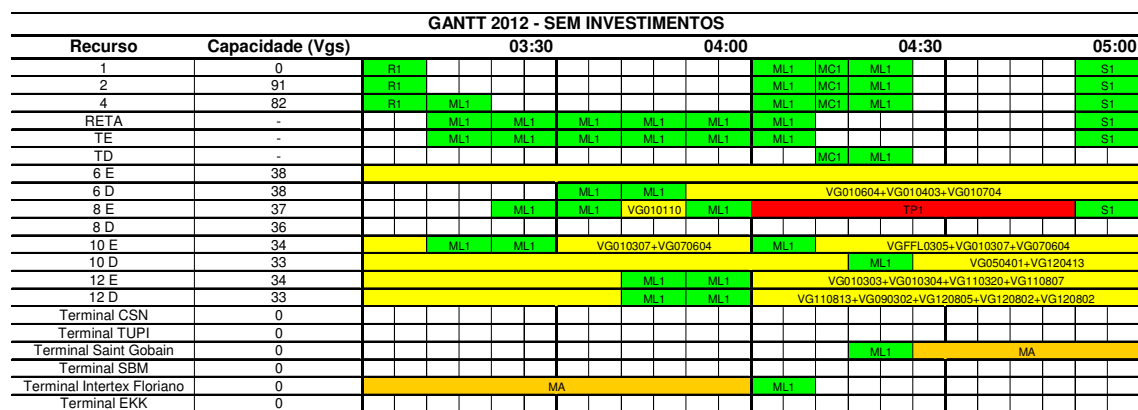 GANTT 2012 - SEM INVESTIMENTOS
Recurso Capacidade (Vgs) 03:30 04:00 04:30 05:00
1 0 R1 ML1 MC1 ML1 S1
2 91 R1 ML1 MC1 ML1 S1
4 82 R1 ML1 ML1 MC1 ML1 S1
RETA - ML1 ML1 ML1 ML1 ML1 ML1 S1
TE - ML1 ML1 ML1 ML1 ML1 ML1 S1
TD - MC1 ML1
6 E 38
6 D 38 ML1 ML1 VG010604+VG010403+VG010704
8 E 37 ML1 ML1 VG010110 ML1 TP1 S1
8 D 36
10 E 34 ML1 ML1 VG010307+VG070604 ML1 VGFFL0305+VG010307+VG070604
10 D 33 ML1 VG050401+VG120413
12 E 34 ML1 ML1 VG010303+VG010304+VG110320+VG110807
12 D 33 ML1 ML1 VG110813+VG090302+VG120805+VG120802+VG120802
Terminal CSN 0
Terminal TUPI 0
Terminal Saint Gobain 0 ML1 MA
Terminal SBM 0
Terminal Intertex Floriano 0 MA ML1
Terminal EKK 0